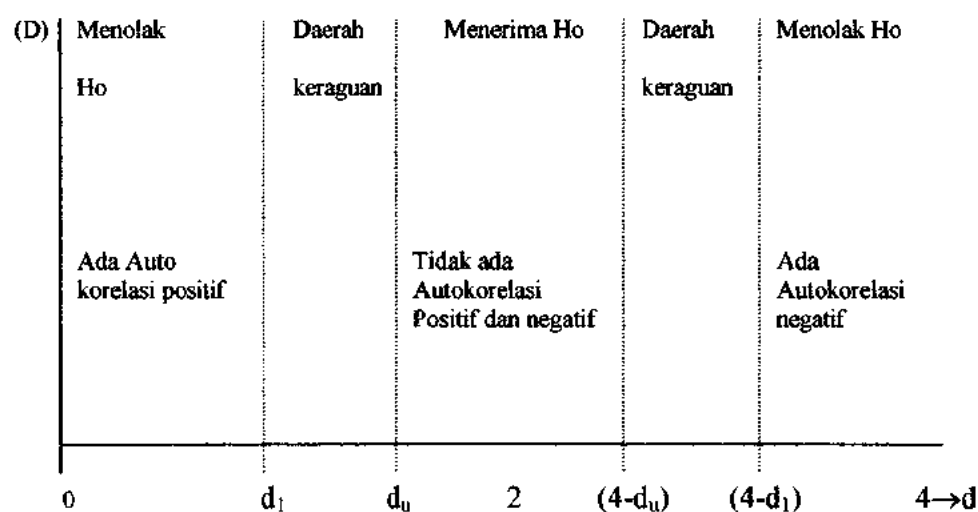 (D) Menolak Daerah Menerima Ho Daerah Menolak Ho
Ho keraguan keraguan
Ada Auto
korelasi positif
Tidak ada
Autokorelasi
Positif dan negatif
Ada
Autokorelasi
negatif
0 d₁ dᵤ 2 (4-dᵤ) (4-d₁) 4→d